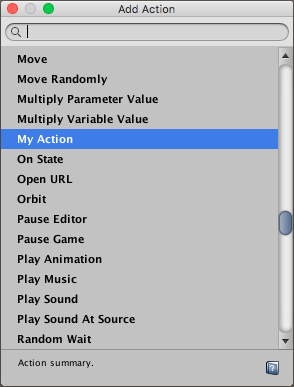 Add Action
Move
Move Randomly
Multiply Parameter Value
Multiply Variable Value
My Action
On State
Open URL
Orbit
Pause Editor
Pause Game
Play Animation
Play Music
Play Sound
Play Sound At Source
Random Wait
Action summary.
?